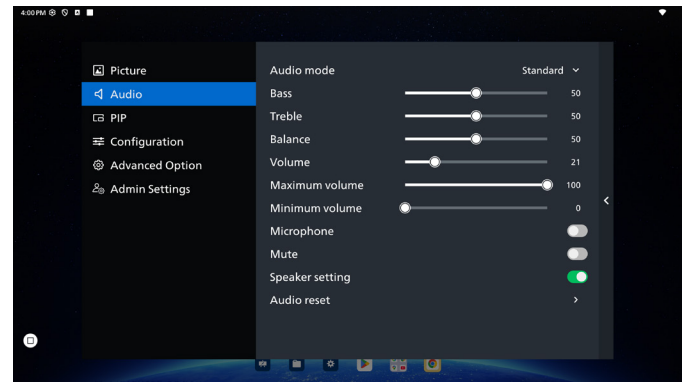 4:00 PM
Picture
Audio
PIP
Configuration
Advanced Option
Admin Settings
Audio mode Standard
Bass 50
Treble 50
Balance 50
Volume 21
Maximum volume 100
Minimum volume 0
Microphone
Mute
Speaker setting
Audio reset